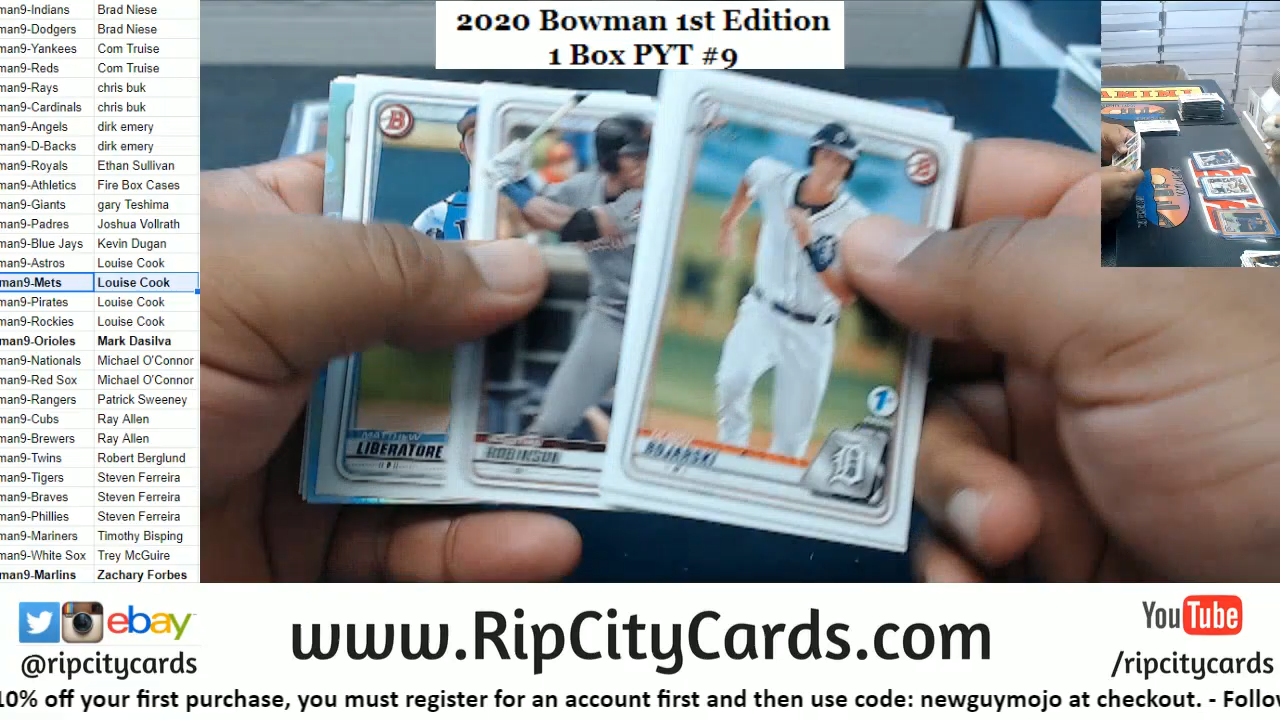 2020 Bowman 1st Edition
1 Box PYT #9
man9-Indians Brad Niese
man9-Dodgers Brad Niese
man9-Yankees Com Truise
man9-Reds Com Truise
man9-Rays chris buk
man9-Cardinals chris buk
man9-Angels dirk emery
man9-D-Backs dirk emery
man9-Royals Ethan Sullivan
man9-Athletics Fire Box Cases
man9-Giants gary Teshima
man9-Padres Joshua Vollrath
man9-Blue Jays Kevin Dugan
man9-Astros Louise Cook
man9-Mets Louise Cook
man9-Pirates Louise Cook
man9-Rockies Louise Cook
man9-Orioles Mark Dasilva
man9-Nationals Michael O'Connor
man9-Red Sox Michael O'Connor
man9-Rangers Patrick Sweeney
man9-Cubs Ray Allen
man9-Brewers Ray Allen
man9-Twins Robert Berglund
man9-Tigers Steven Ferreira
man9-Braves Steven Ferreira
man9-Phillies Steven Ferreira
man9-Mariners Timothy Bisping
man9-White Sox Trey McGuire
man9-Marlins Zachary Forbes
B
MATTHEW
LIBERATORE
ROBINSON
B
1st
D
ebay
@ripcitycards
www.RipCityCards.com
YouTube
/ripcitycards
10% off your first purchase, you must register for an account first and then use code: newguymojo at checkout. - Follow